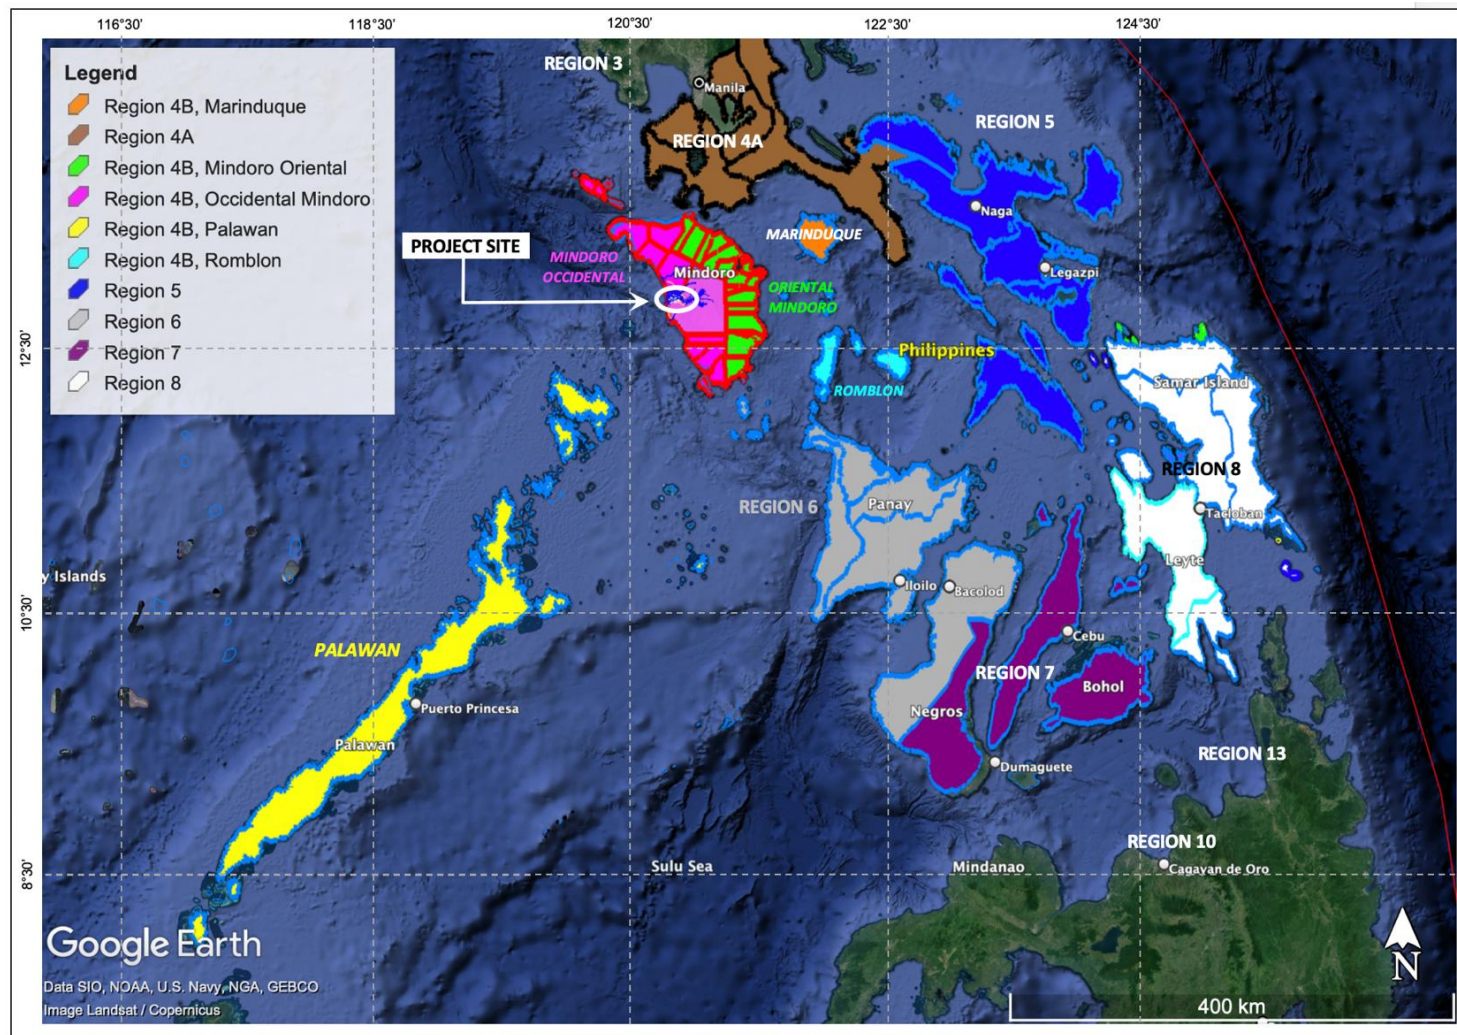 116°30'
118°30'
120°30'
122°30'
124°30'
Legend
Region 4B, Marinduque
Region 4A
Region 4B, Mindoro Oriental
Region 4B, Occidental Mindoro
Region 4B, Palawan
Region 4B, Romblon
Region 5
Region 6
Region 7
Region 8
REGION 3
Manila
REGION 4A
REGION 5
Naga
MARINDUQUE
PROJECT SITE
MINDORO
OCCIDENTAL
Mindoro
ORIENTAL
MINDORO
Legazpi
12°30'
Philippines
ROMBLON
Samar Island
REGION 8
REGION 6
Panay
Tacloban
Leyte
y Islands
Iloilo
Bacolod
10°30'
Cebu
PALAWAN
REGION 7
Bohol
Puerto Princesa
Negros
Palawan
Dumaguete
REGION 13
REGION 10
8°30'
Sulu Sea
Mindanao
Cagayan de Oro
Google Earth
N
Data SIO, NOAA, U.S. Navy, NGA, GEBCO
Image Landsat / Copernicus
400 km